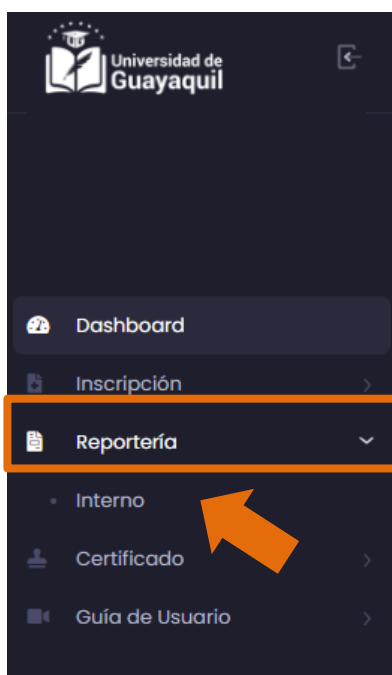 Universidad de
Guayaquil
Dashboard
Inscripción
Reportería
Interno
Certificado
Guía de Usuario